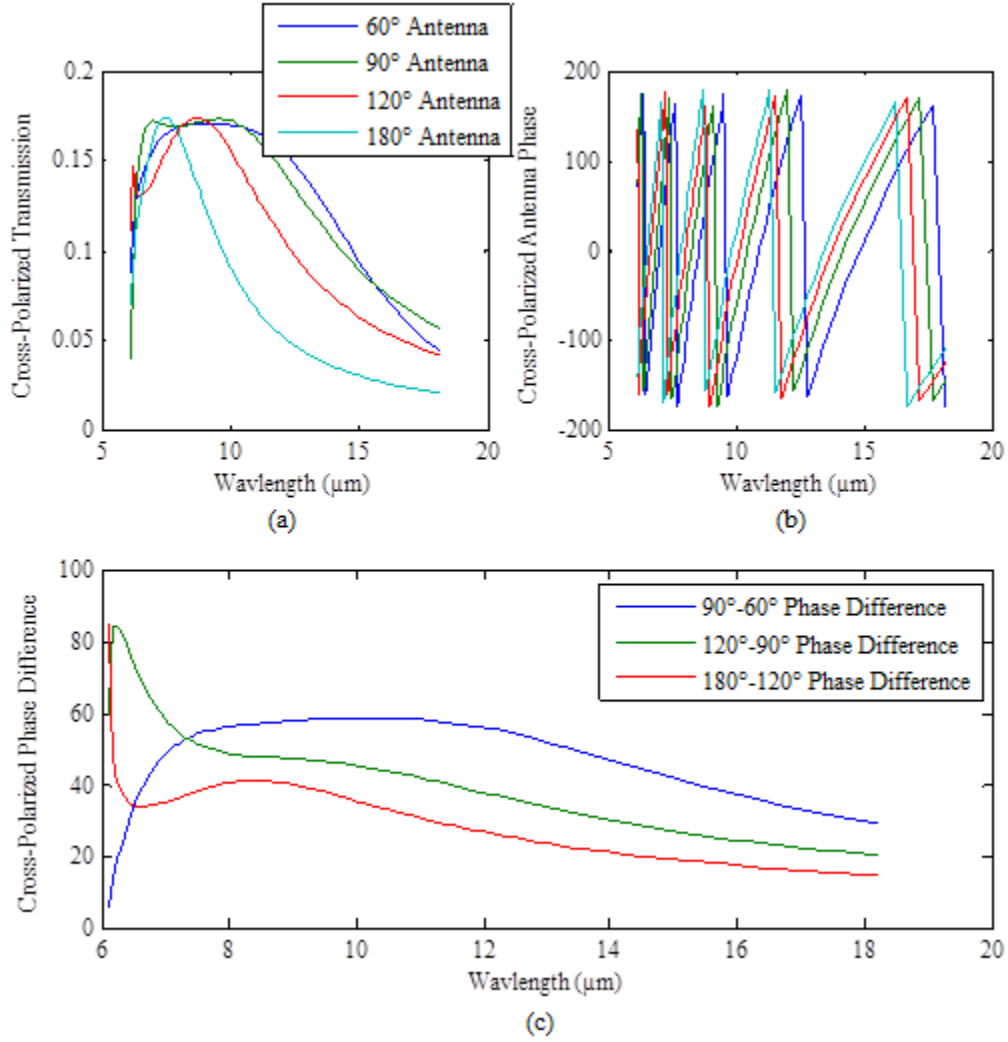 60° Antenna
90° Antenna
120° Antenna
180° Antenna
0.2
0.15
0.1
0.05
0
5
10
15
20
Cross-Polarized Transmission
Wavlength (µm)
(a)
200
100
0
-100
-200
5
10
15
20
Cross-Polarized Antenna Phase
Wavlength (µm)
(b)
100
80
60
40
20
0
6
8
10
12
14
16
18
20
Cross-Polarized Phase Difference
90°-60° Phase Difference
120°-90° Phase Difference
180°-120° Phase Difference
Wavlength (µm)
(c)